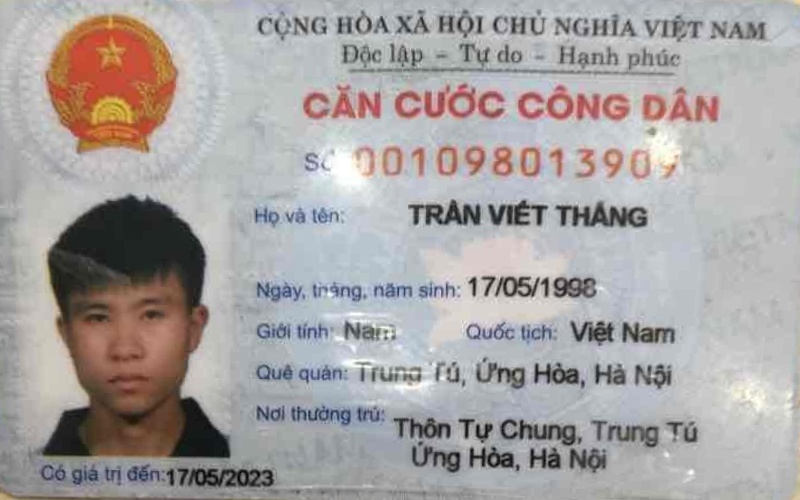 CỘNG HÒA XÃ HỘI CHỦ NGHĨA VIỆT NAM
Độc lập – Tự do – Hạnh phúc
CĂN CƯỚC CÔNG DÂN
Số 001098013909
Họ và tên: TRẦN VIẾT THẮNG
Ngày, tháng, năm sinh: 17/05/1998
Giới tính: Nam Quốc tịch: Việt Nam
Quê quán: Trung Tú, Ứng Hòa, Hà Nội
Nơi thường trú: Thôn Tự Chung, Trung Tú
Ứng Hòa, Hà Nội
Có giá trị đến: 17/05/2023